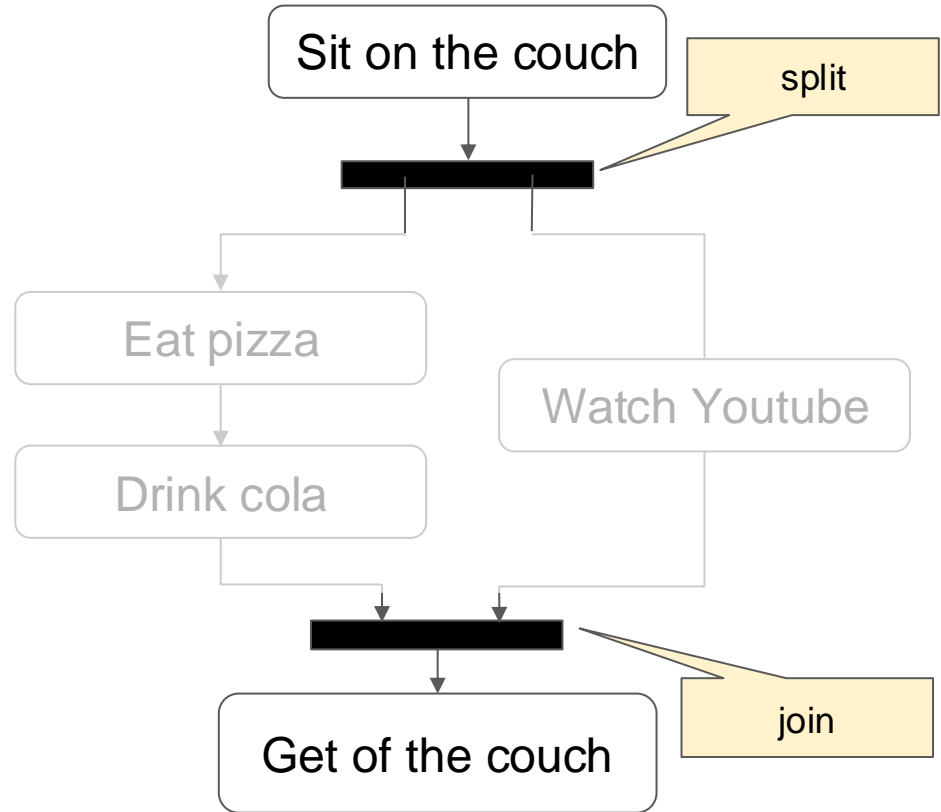 Sit on the couch
split
Eat pizza
Watch Youtube
Drink cola
join
Get of the couch